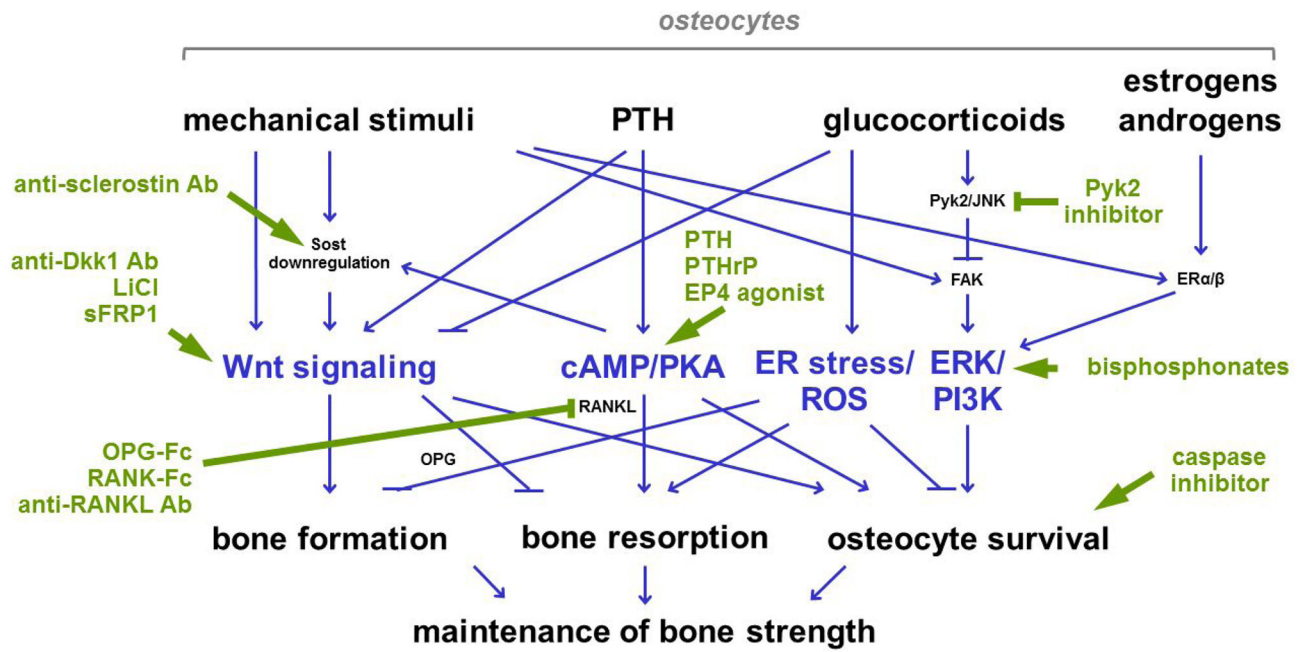 osteocytes
mechanical stimuli
PTH
glucocorticoids
estrogens
androgens
anti-sclerostin Ab
Pyk2/JNK
Pyk2
inhibitor
Sost
downregulation
PTH
PTHrP
EP4 agonist
anti-Dkk1 Ab
LiCl
sFRP1
FAK
ERα/β
Wnt signaling
cAMP/PKA
ER stress/
ROS
ERK/
PI3K
bisphosphonates
RANKL
OPG-Fc
RANK-Fc
anti-RANKL Ab
OPG
caspase
inhibitor
bone formation
bone resorption
osteocyte survival
maintenance of bone strength